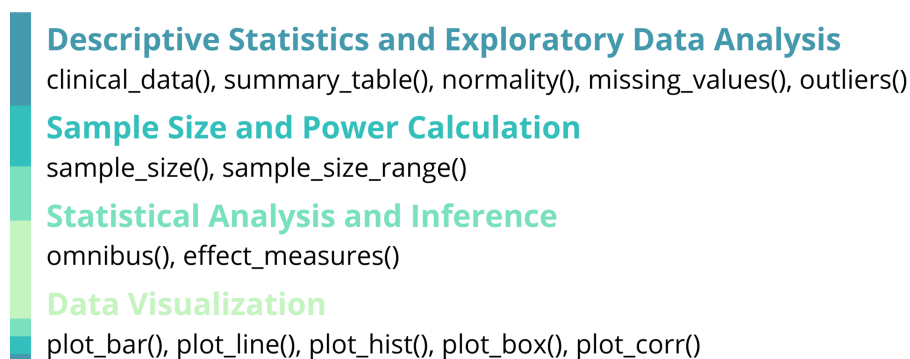 Descriptive Statistics and Exploratory Data Analysis
clinical_data(), summary_table(), normality(), missing_values(), outliers()
Sample Size and Power Calculation
sample_size(), sample_size_range()
Statistical Analysis and Inference
omnibus(), effect_measures()
Data Visualization
plot_bar(), plot_line(), plot_hist(), plot_box(), plot_corr()